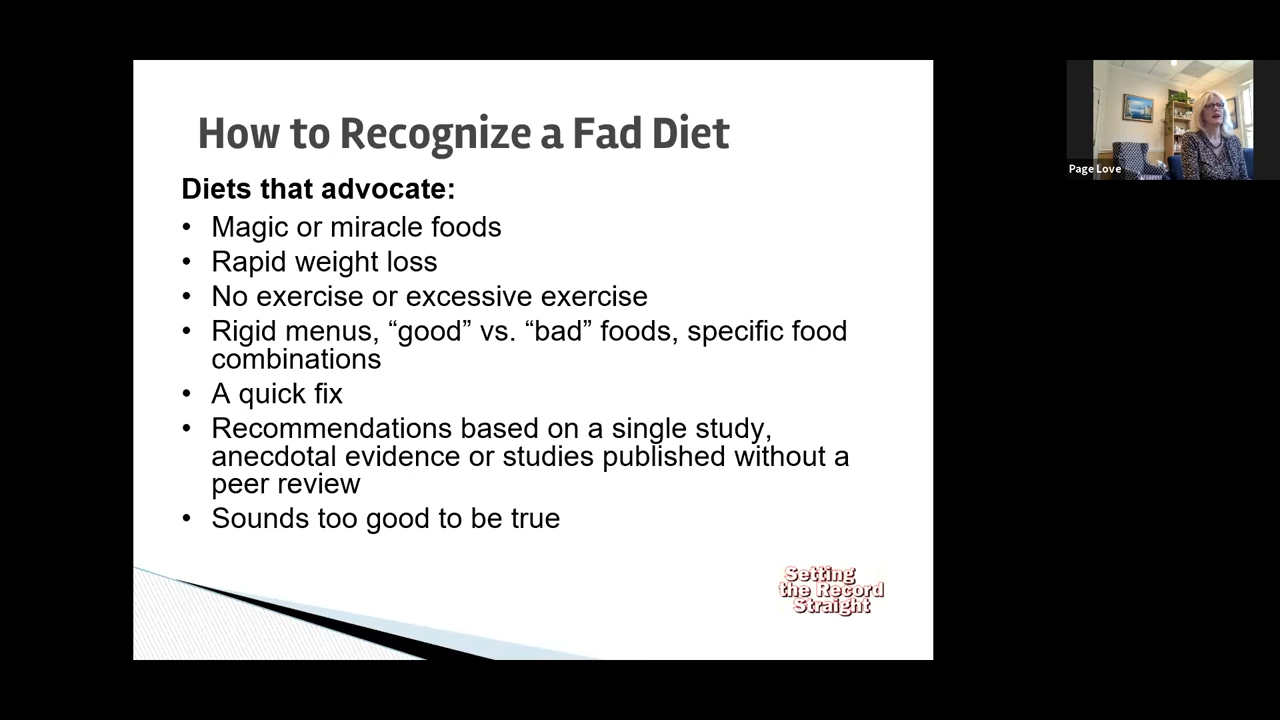 How to Recognize a Fad Diet
Diets that advocate:
• Magic or miracle foods
• Rapid weight loss
• No exercise or excessive exercise
• Rigid menus, “good” vs. “bad” foods, specific food
combinations
• A quick fix
• Recommendations based on a single study,
anecdotal evidence or studies published without a
peer review
• Sounds too good to be true
Setting
the Record
Straight
Page Love